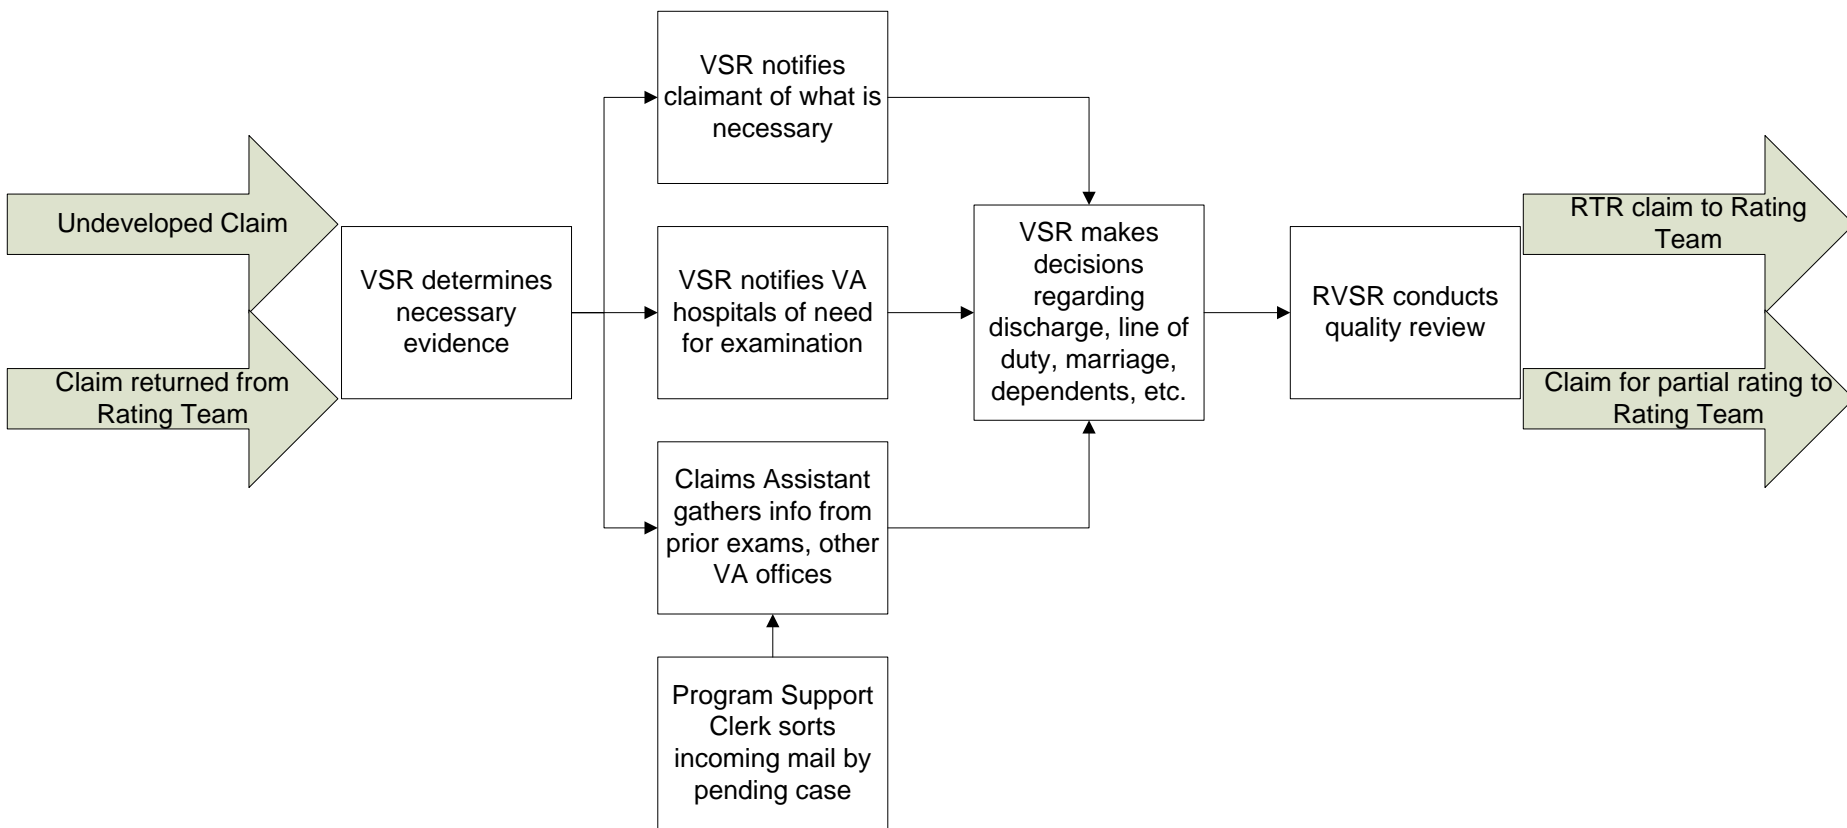 Undeveloped Claim
Claim returned from
Rating Team
VSR determines
necessary
evidence
VSR notifies
claimant of what is
necessary
VSR notifies VA
hospitals of need
for examination
Claims Assistant
gathers info from
prior exams, other
VA offices
Program Support
Clerk sorts
incoming mail by
pending case
VSR makes
decisions
regarding
discharge, line of
duty, marriage,
dependents, etc.
RVSR conducts
quality review
RTR claim to Rating
Team
Claim for partial rating to
Rating Team